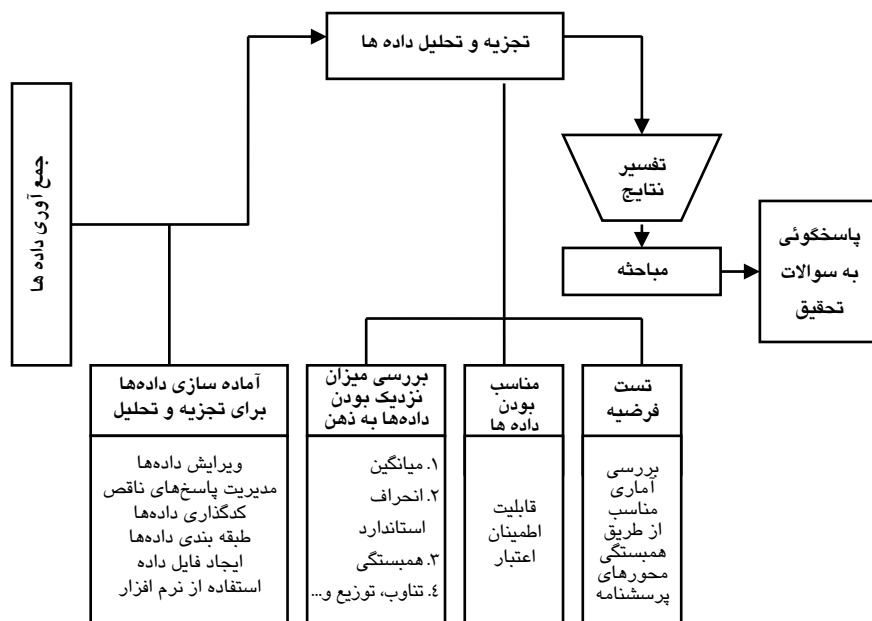 تجزیه و تحلیل داده ها
جمع آوری داده ها
تفسیر
نتایج
مباحثه
پاسخگوئی
به سوالات
تحقیق
آماده سازی داده‌ها
برای تجزیه و تحلیل
ویرایش داده‌ها
مدیریت پاسخ‌های ناقص
کدگذاری داده‌ها
طبقه بندی داده‌ها
ایجاد فایل داده
استفاده از نرم افزار
بررسی میزان
نزدیک بودن
داده‌ها به ذهن
۱. میانگین
۲. انحراف
استاندارد
۳. همبستگی
۴. تناوب، توزیع و...
مناسب
بودن
داده ها
قابلیت
اطمینان
اعتبار
تست
فرضیه
بررسی
آماری
مناسب
از طریق
همبستگی
محورهای
پرسشنامه